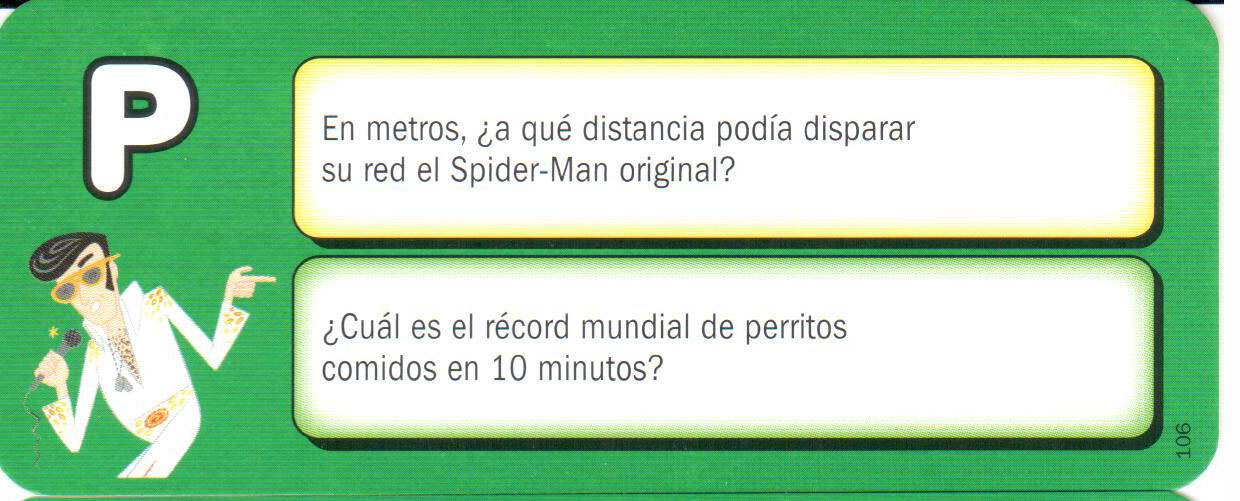 P
En metros, ¿a qué distancia podía disparar
su red el Spider-Man original?
¿Cuál es el récord mundial de perritos
comidos en 10 minutos?
106